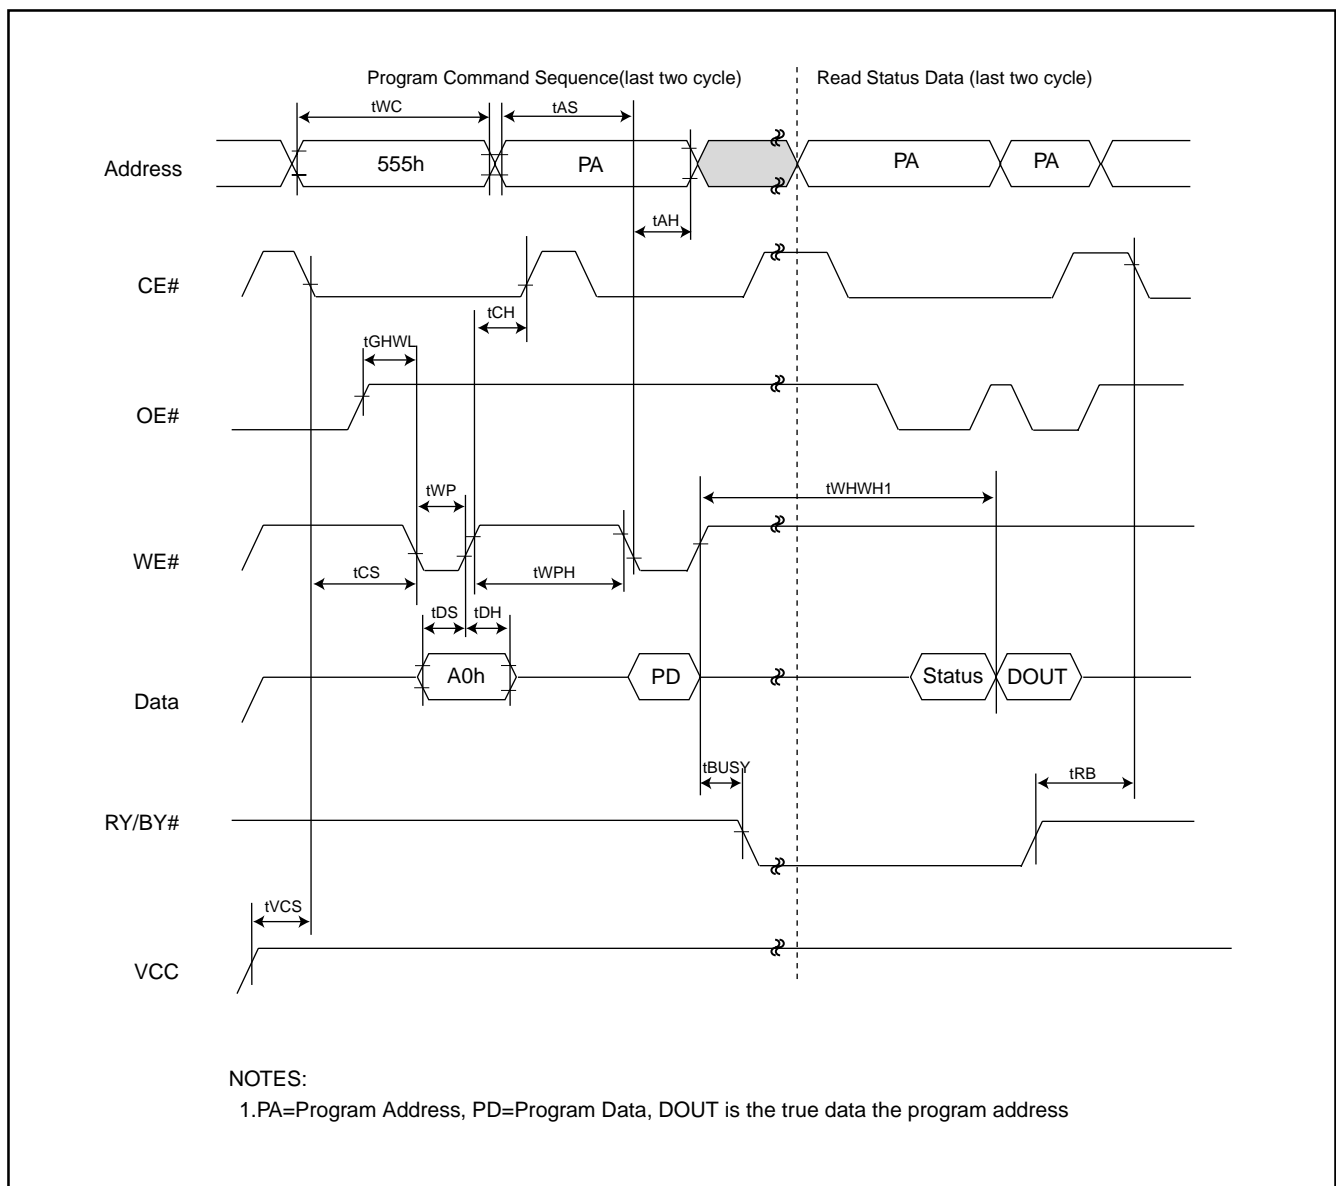 Program Command Sequence(last two cycle) Read Status Data (last two cycle)
tWC tAS
Address 555h PA PA PA
tAH
CE#
tCH
tGHWL
OE#
tWP tWHWH1
WE#
tCS tWPH
tDS tDH
Data A0h PD Status DOUT
tBUSY tRB
RY/BY#
tVCS
VCC
NOTES:
1.PA=Program Address, PD=Program Data, DOUT is the true data the program address